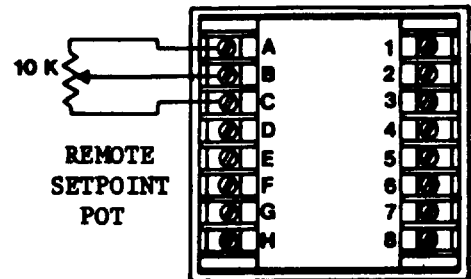 A 1
10 K B 2
C 3
D 4
REMOTE E 5
SETPOINT F 6
POT G 7
H 8